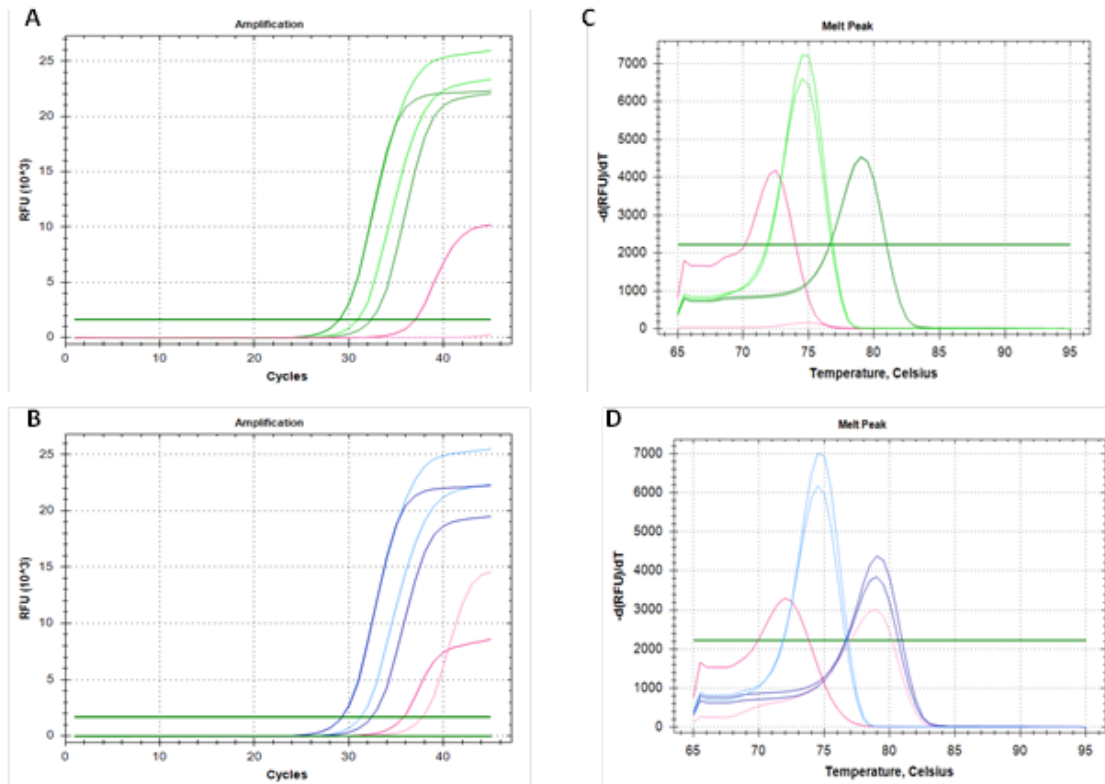 A
Amplification
RFU (10^3)
25
20
15
10
5
0
0 10 20 30 40
Cycles
C
Melt Peak
-d(RFU)/dT
7000
6000
5000
4000
3000
2000
1000
0
65 70 75 80 85 90 95
Temperature, Celsius
B
Amplification
RFU (10^3)
25
20
15
10
5
0
0 10 20 30 40
Cycles
D
Melt Peak
-d(RFU)/dT
7000
6000
5000
4000
3000
2000
1000
0
65 70 75 80 85 90 95
Temperature, Celsius